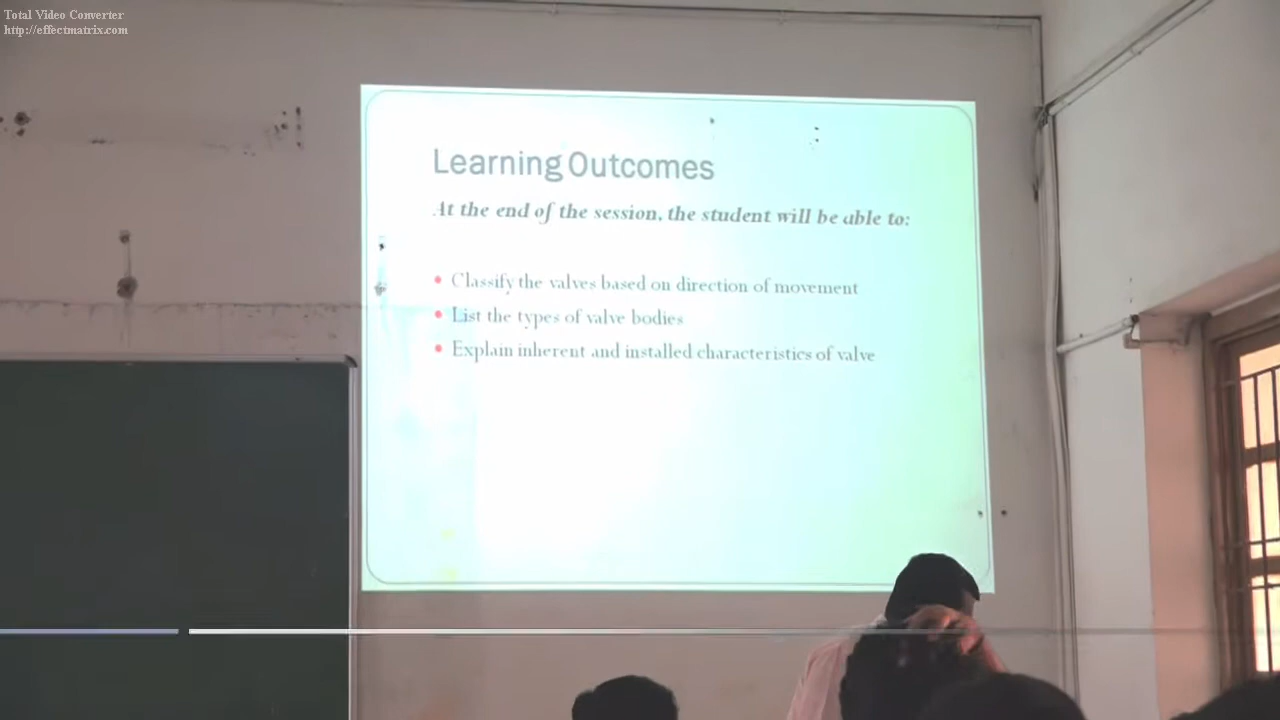 Total Video Converter
http://effectmatrix.com
Learning Outcomes
At the end of the session, the student will be able to:
Classify the valves based on direction of movement
List the types of valve bodies
Explain inherent and installed characteristics of valve